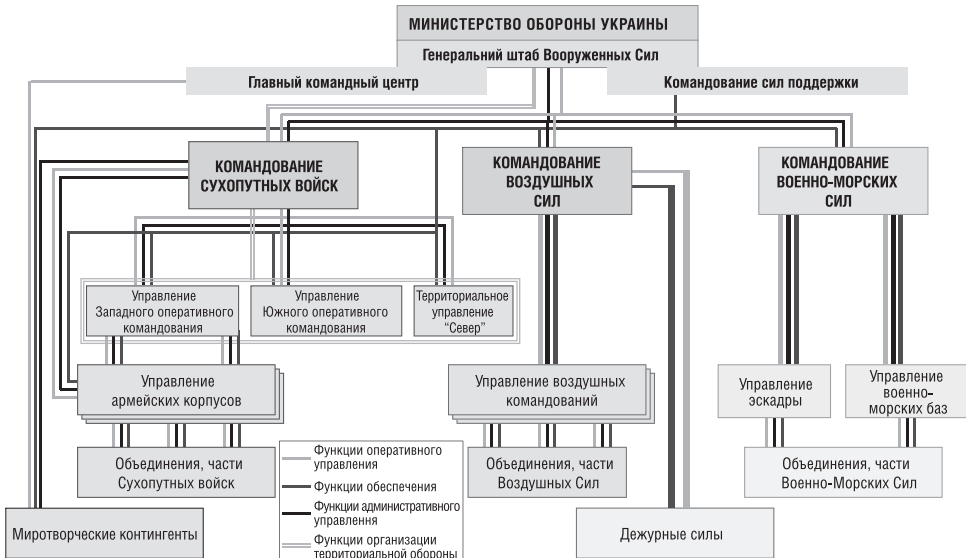 МИНИСТЕРСТВО ОБОРОНЫ УКРАИНЫ
Генеральний штаб Вооруженных Сил
Главный командный центр
Командование сил поддержки
КОМАНДОВАНИЕ
СУХОПУТНЫХ ВОЙСК
КОМАНДОВАНИЕ
ВОЗДУШНЫХ
СИЛ
КОМАНДОВАНИЕ
ВОЕННО-МОРСКИХ
СИЛ
Управление
Западного оперативного
командования
Управление
Южного оперативного
командования
Территориальное
управление
“Север”
Управление
армейских корпусов
Управление воздушных
командований
Управление
эскадры
Управление
военно-
морских баз
Объединения, части
Сухопутных войск
Функции оперативного
управления
Функции обеспечения
Функции административного
управлення
Функции организации
территориальной обороны
Объединения, части
Воздушных Сил
Объединения, части
Военно-Морских Сил
Миротворческие контингенты
Дежурные силы